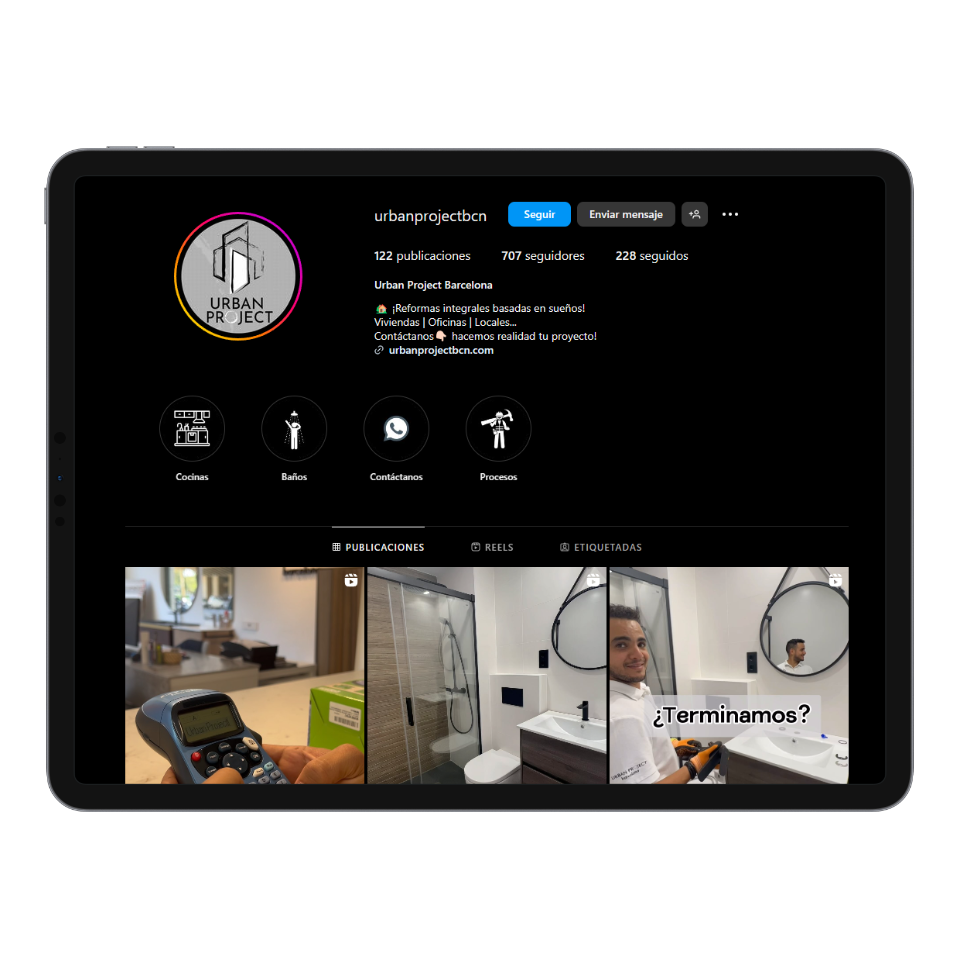 urbanprojectbcn
Seguir
Enviar mensaje
122 publicaciones
707 seguidores
228 seguidos
Urban Project Barcelona
¡Reformas integrales basadas en sueños!
Viviendas | Oficinas | Locales...
Contáctanos👇🏻 hacemos realidad tu proyecto!
urbanprojectbcn.com
URBAN
PROJECT
Cocinas
Baños
Contáctanos
Procesos
PUBLICACIONES
REELS
ETIQUETADAS
¿Terminamos?
URBAN PROJECT